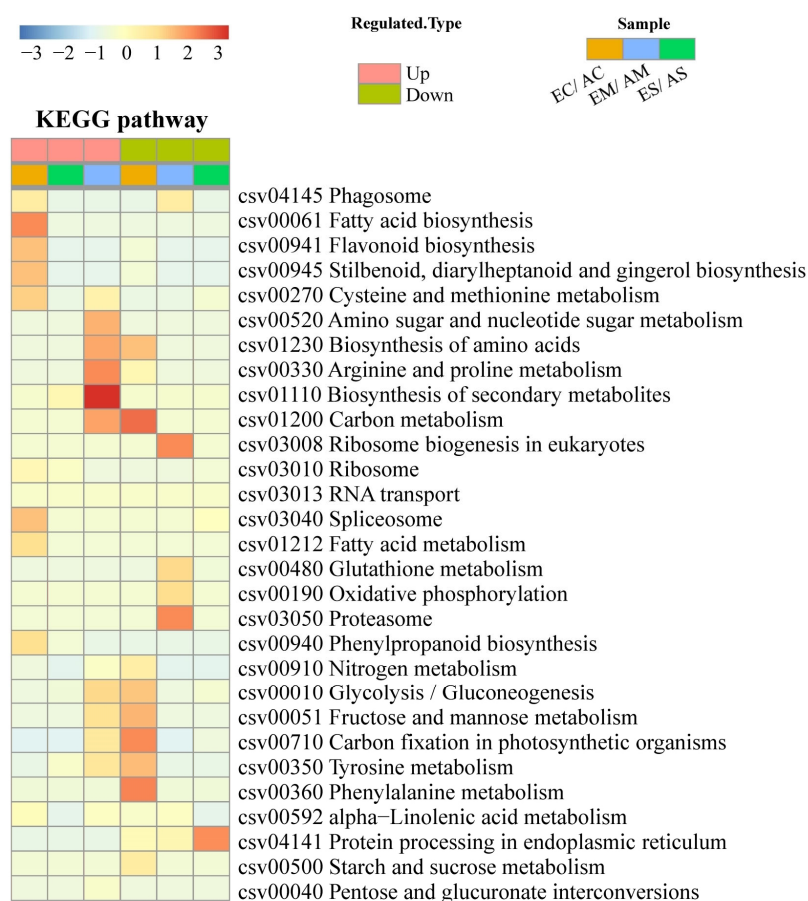 Regulated.Type
Sample
−3 −2 −1 0 1 2 3
Up
Down
EC/ AC
EM/ AM
ES/ AS
KEGG pathway
csv04145 Phagosome
csv00061 Fatty acid biosynthesis
csv00941 Flavonoid biosynthesis
csv00945 Stilbenoid, diarylheptanoid and gingerol biosynthesis
csv00270 Cysteine and methionine metabolism
csv00520 Amino sugar and nucleotide sugar metabolism
csv01230 Biosynthesis of amino acids
csv00330 Arginine and proline metabolism
csv01110 Biosynthesis of secondary metabolites
csv01200 Carbon metabolism
csv03008 Ribosome biogenesis in eukaryotes
csv03010 Ribosome
csv03013 RNA transport
csv03040 Spliceosome
csv01212 Fatty acid metabolism
csv00480 Glutathione metabolism
csv00190 Oxidative phosphorylation
csv03050 Proteasome
csv00940 Phenylpropanoid biosynthesis
csv00910 Nitrogen metabolism
csv00010 Glycolysis / Gluconeogenesis
csv00051 Fructose and mannose metabolism
csv00710 Carbon fixation in photosynthetic organisms
csv00350 Tyrosine metabolism
csv00360 Phenylalanine metabolism
csv00592 alpha−Linolenic acid metabolism
csv04141 Protein processing in endoplasmic reticulum
csv00500 Starch and sucrose metabolism
csv00040 Pentose and glucuronate interconversions